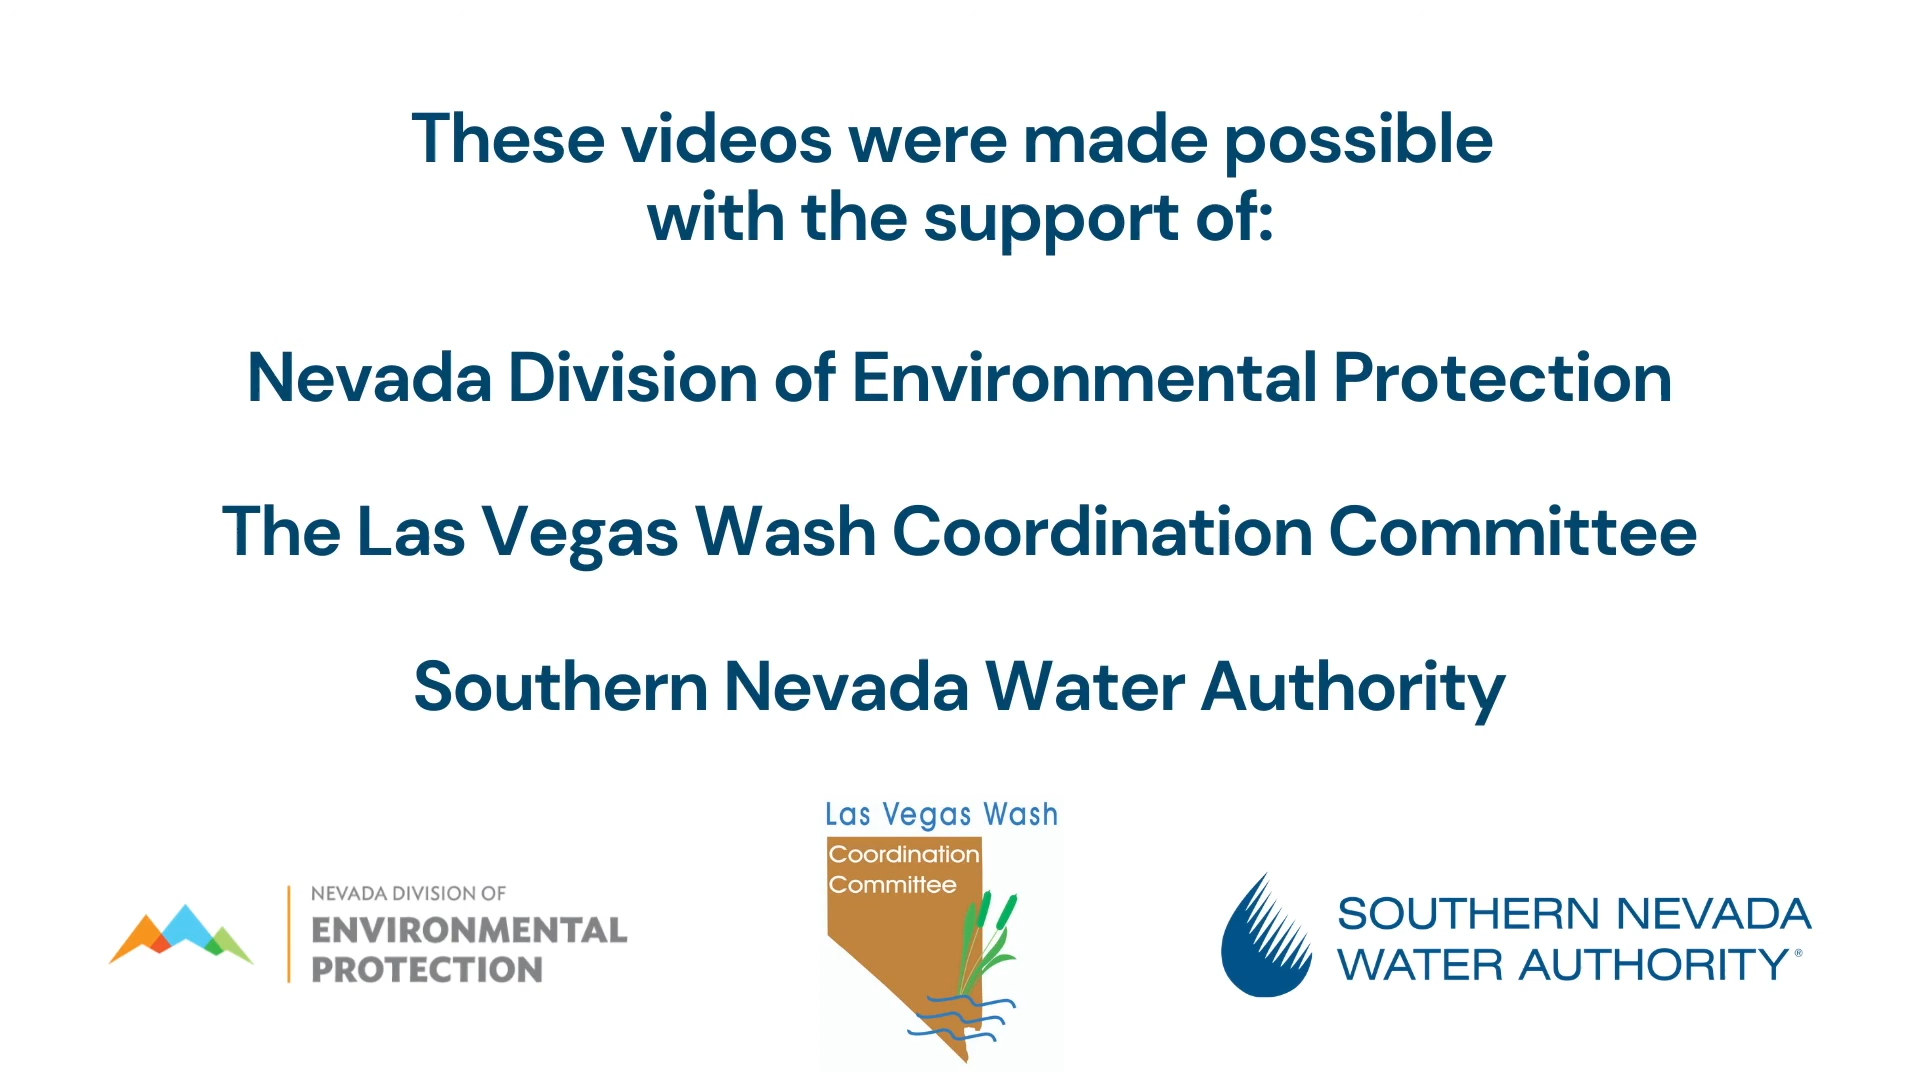 These videos were made possible
with the support of:
Nevada Division of Environmental Protection
The Las Vegas Wash Coordination Committee
Southern Nevada Water Authority
NEVADA DIVISION OF
ENVIRONMENTAL
PROTECTION
Las Vegas Wash
Coordination
Committee
SOUTHERN NEVADA
WATER AUTHORITY®